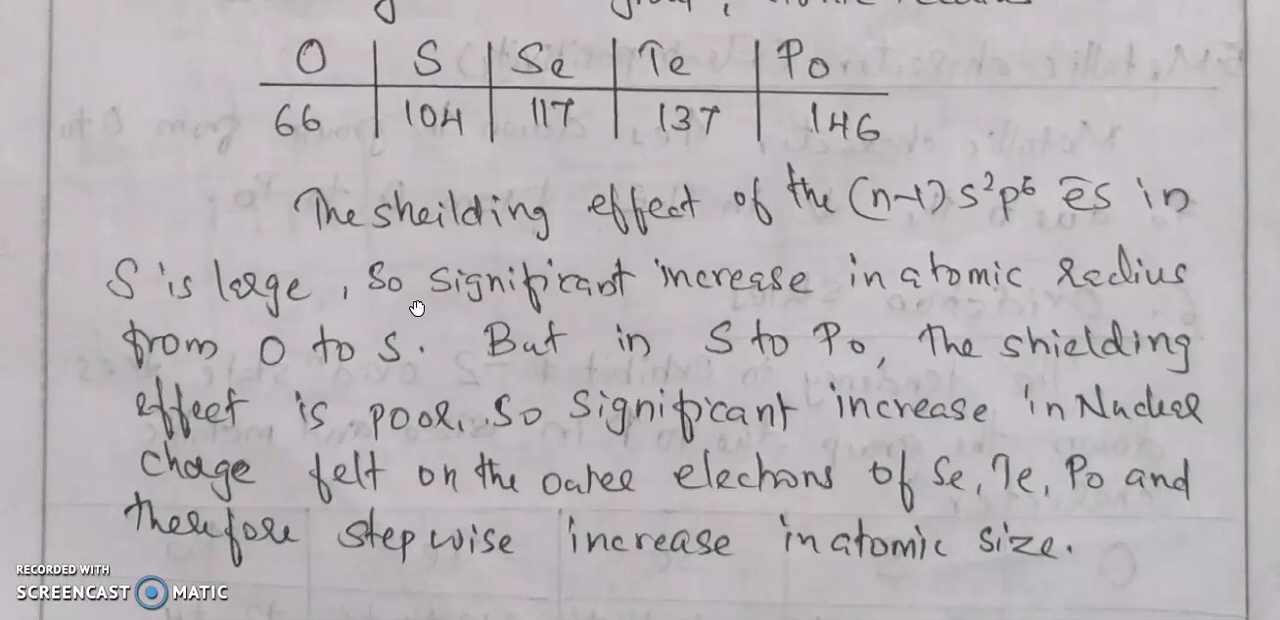 O | S | Se | Te | Po
66 | 104 | 117 | 137 | 146
The sheilding effect of the (n-1) s²p⁶ ēs in
S is large, so significant increase in atomic radius
from O to S. But in S to Po, the shielding
effect is poor, so significant increase in Nuclear
charge felt on the outer electrons of Se, Te, Po and
therefore stepwise increase in atomic size.
RECORDED WITH
SCREENCAST MATIC